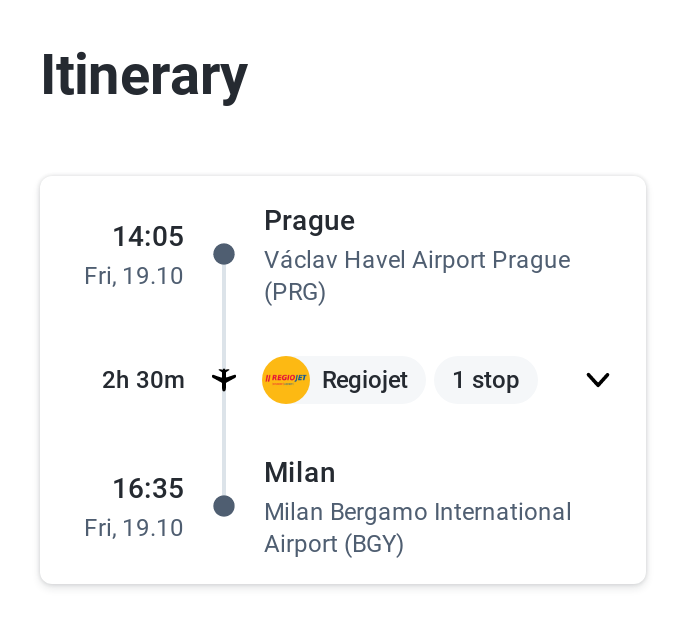 Itinerary
14:05
Fri, 19.10
Prague
Václav Havel Airport Prague
(PRG)
2h 30m
REGIOJET
Regiojet
1 stop
16:35
Fri, 19.10
Milan
Milan Bergamo International
Airport (BGY)